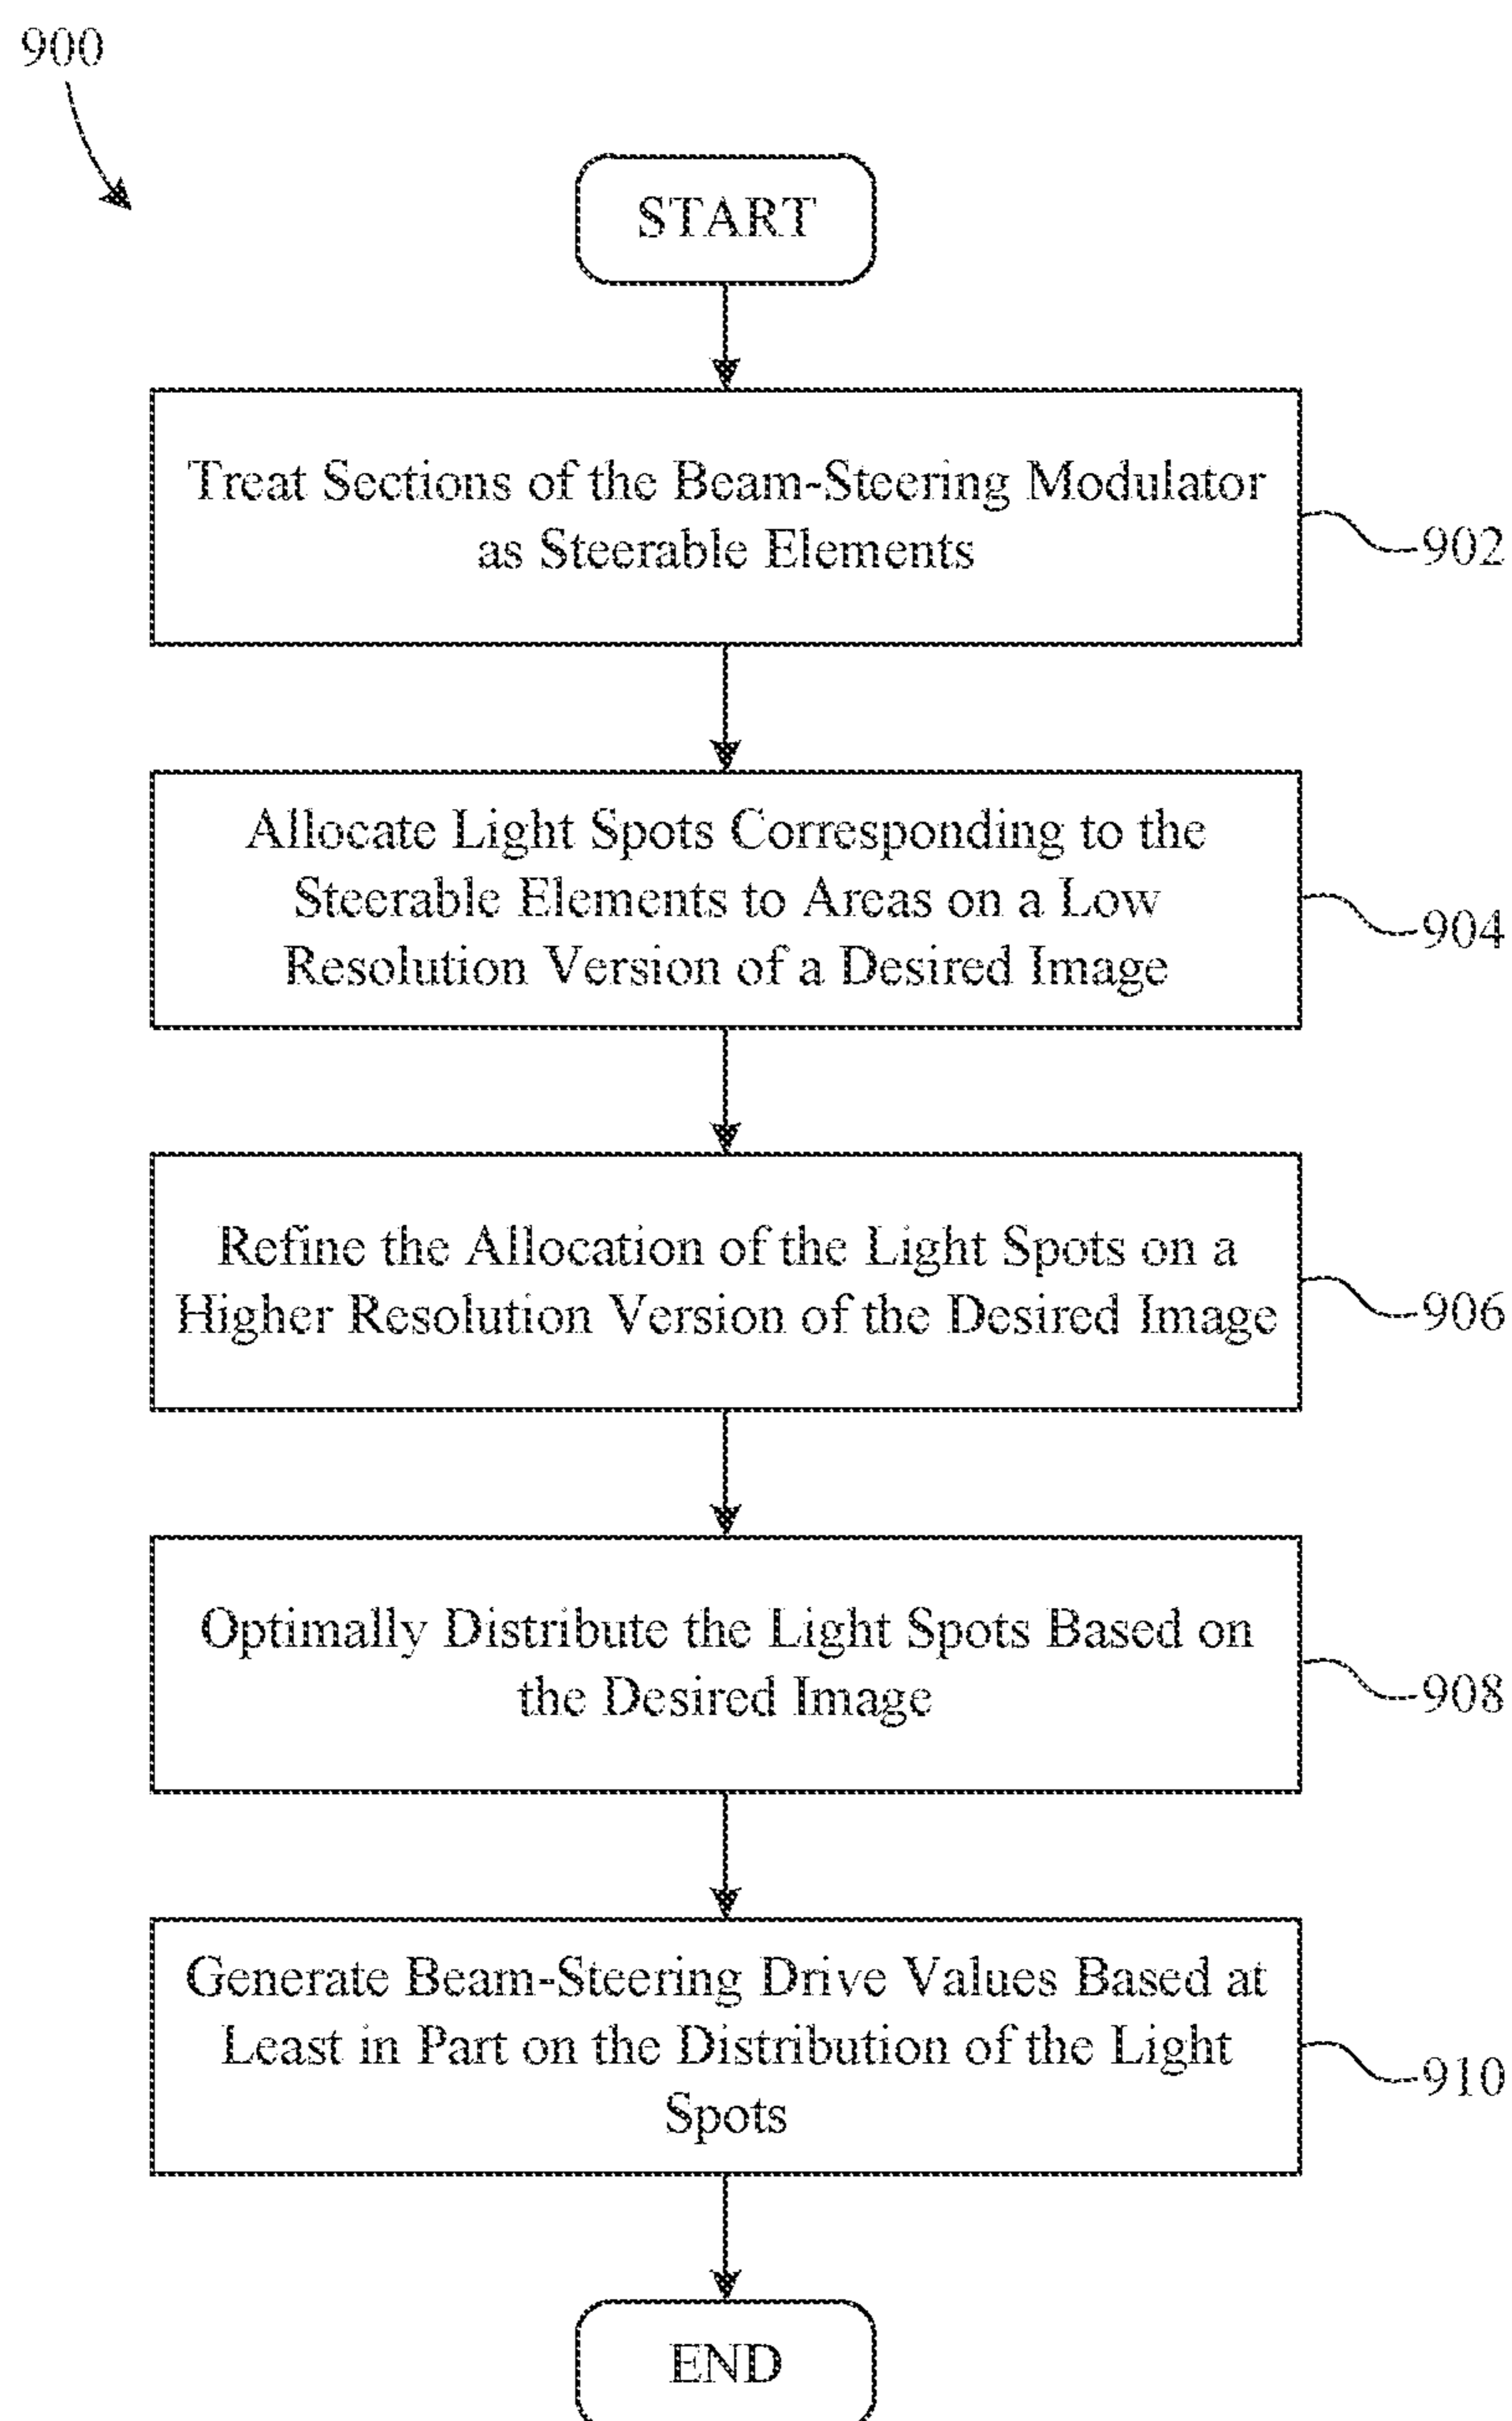 900
START
Treat Sections of the Beam-Steering Modulator
as Steerable Elements
902
Allocate Light Spots Corresponding to the
Steerable Elements to Areas on a Low
Resolution Version of a Desired Image
904
Refine the Allocation of the Light Spots on a
Higher Resolution Version of the Desired Image
906
Optimally Distribute the Light Spots Based on
the Desired Image
908
Generate Beam-Steering Drive Values Based at
Least in Part on the Distribution of the Light
Spots
910
END